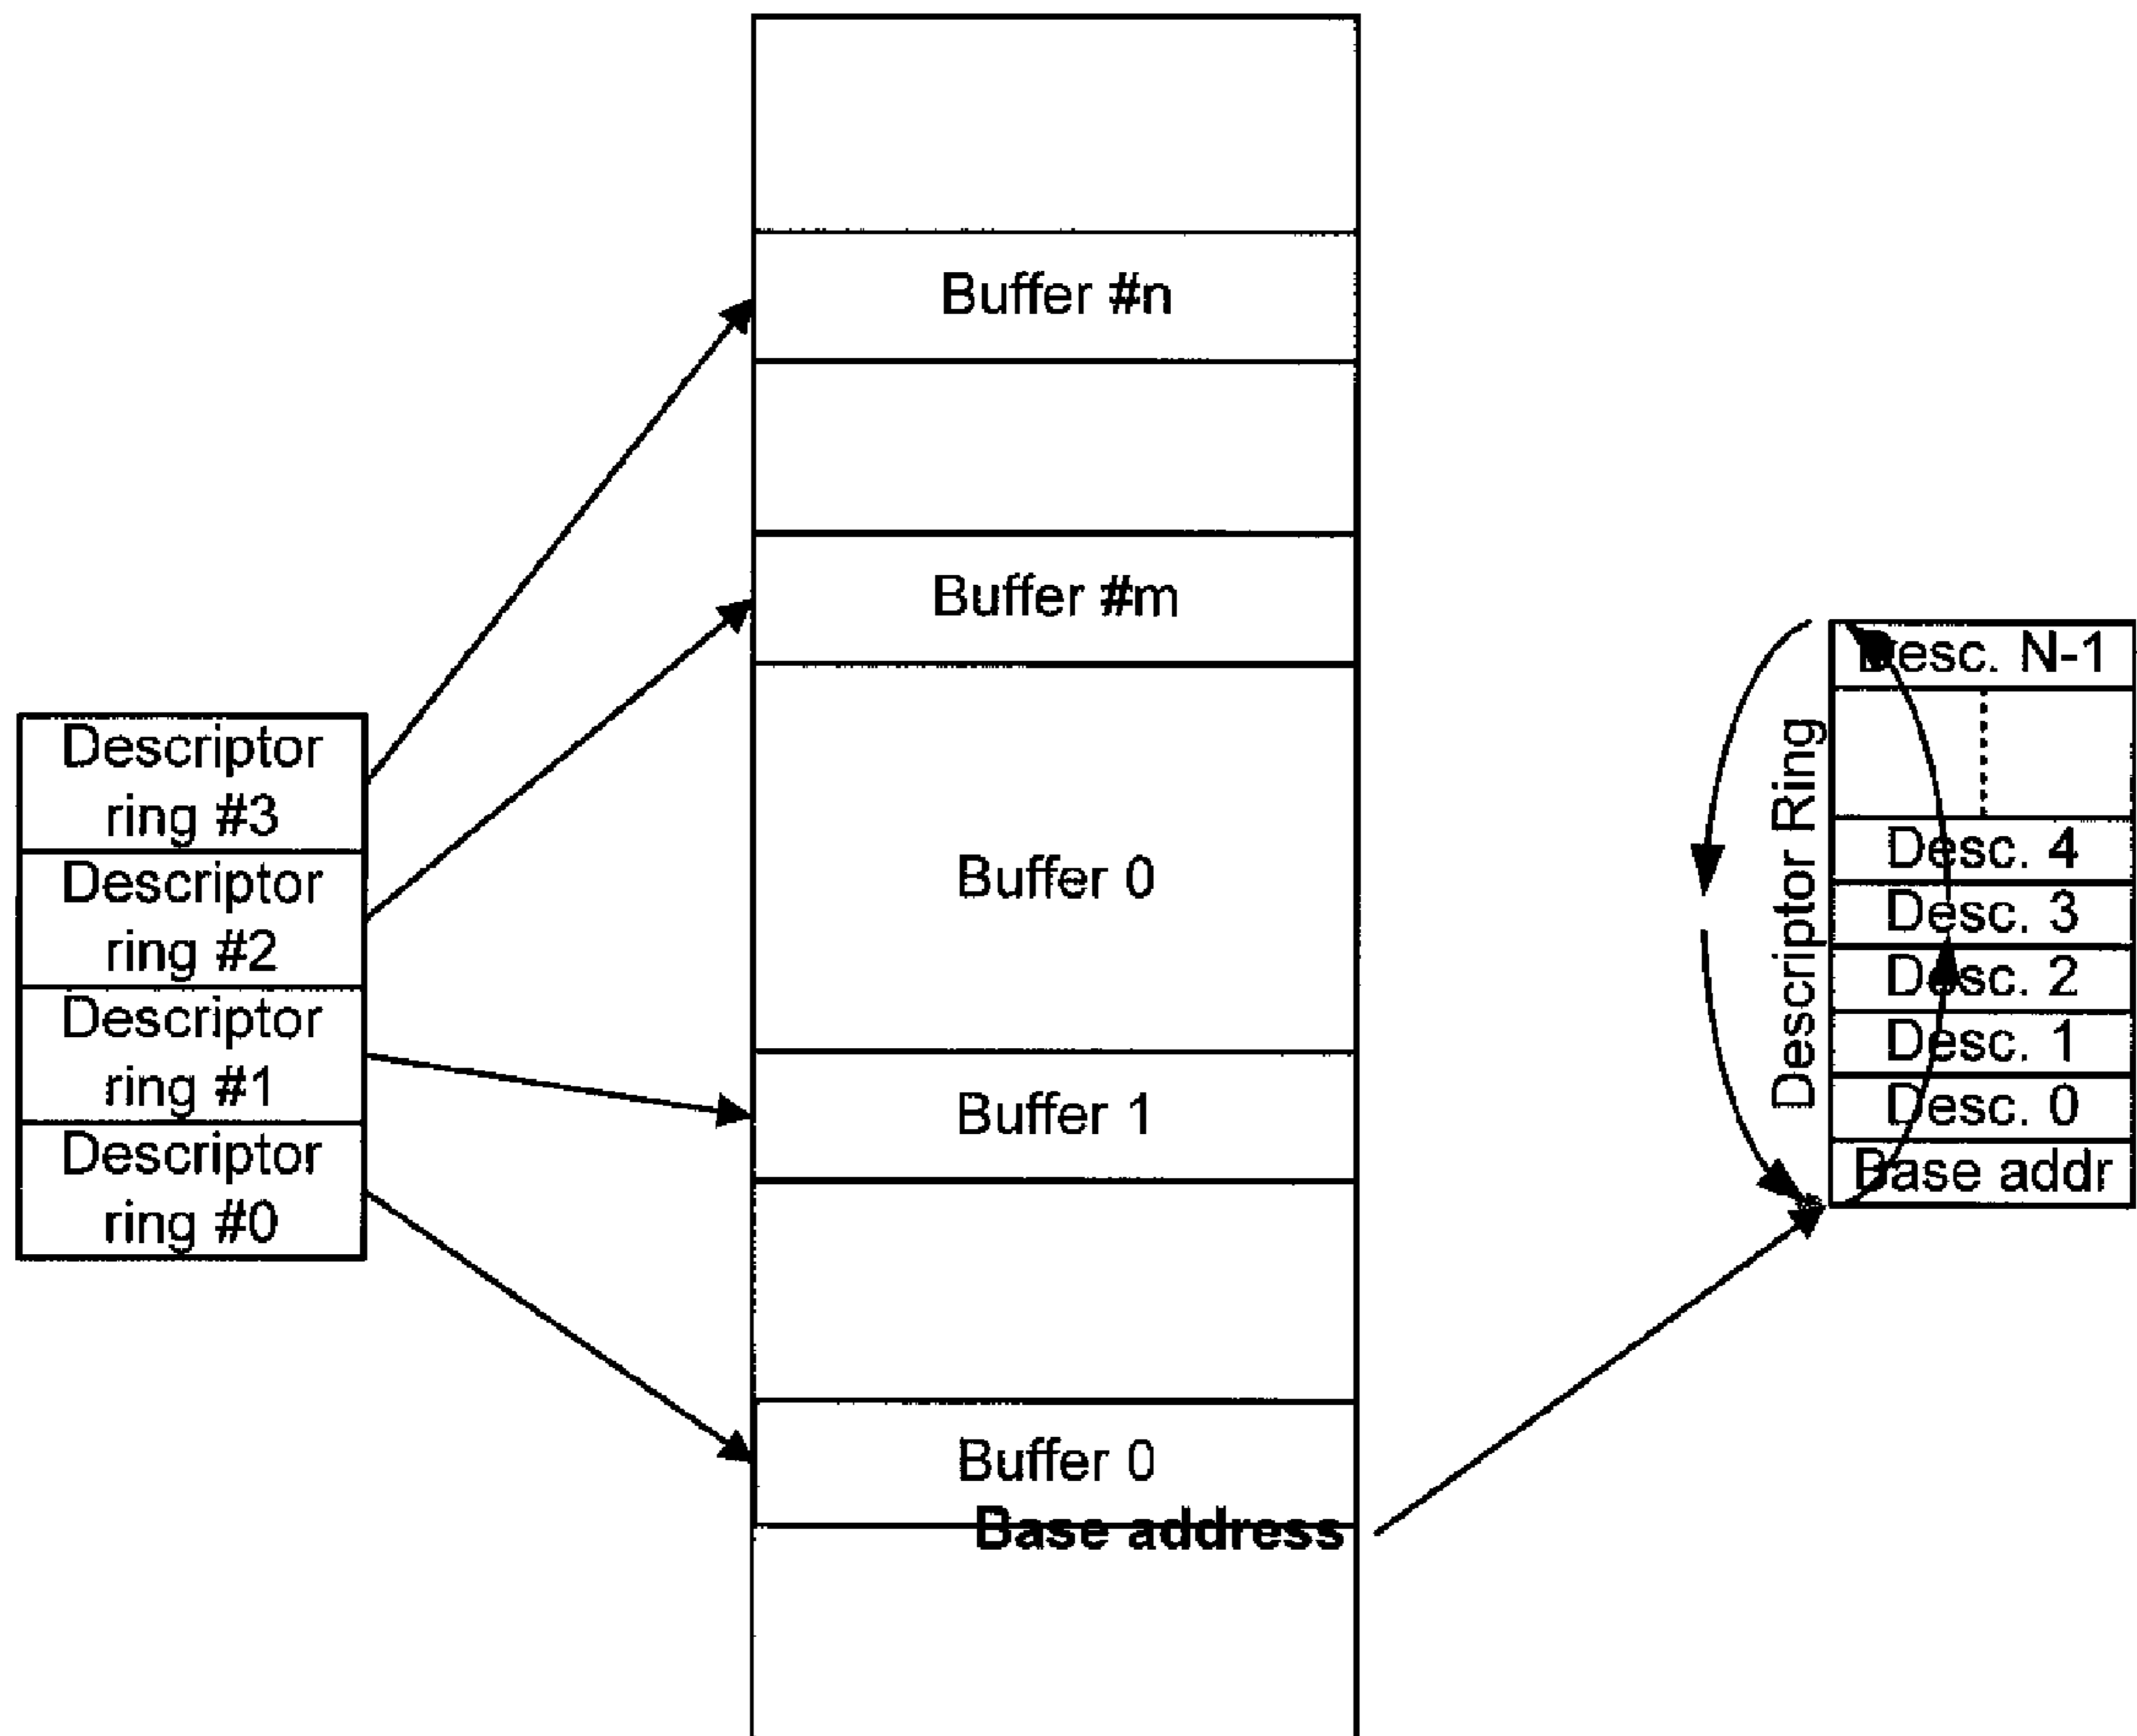 Descriptor
ring #3
Descriptor
ring #2
Descriptor
ring #1
Descriptor
ring #0
Buffer #n
Buffer #m
Buffer 0
Buffer 1
Buffer 0
Base address
Descriptor Ring
Desc. N-1
Desc. 4
Desc. 3
Desc. 2
Desc. 1
Desc. 0
Base addr